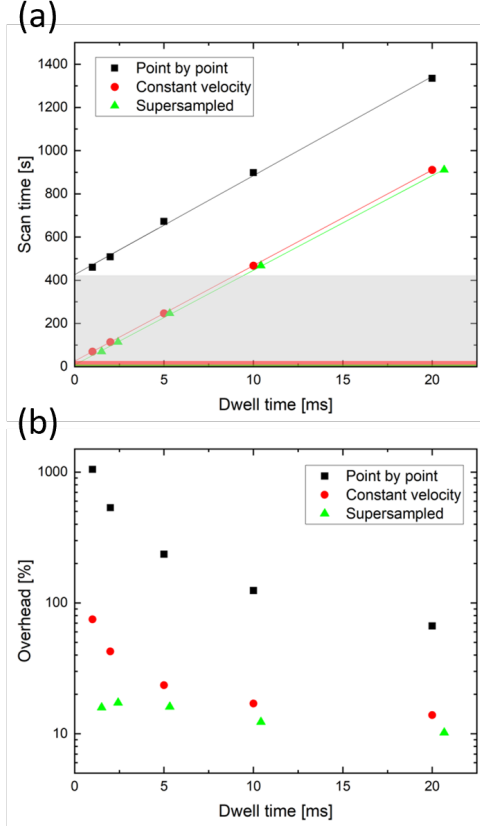 (a)
1400
1200
1000
800
600
400
200
0
Scan time [s]
Point by point
Constant velocity
Supersampled
0 5 10 15 20
Dwell time [ms]
(b)
1000
100
10
Overhead [%]
Point by point
Constant velocity
Supersampled
0 5 10 15 20
Dwell time [ms]